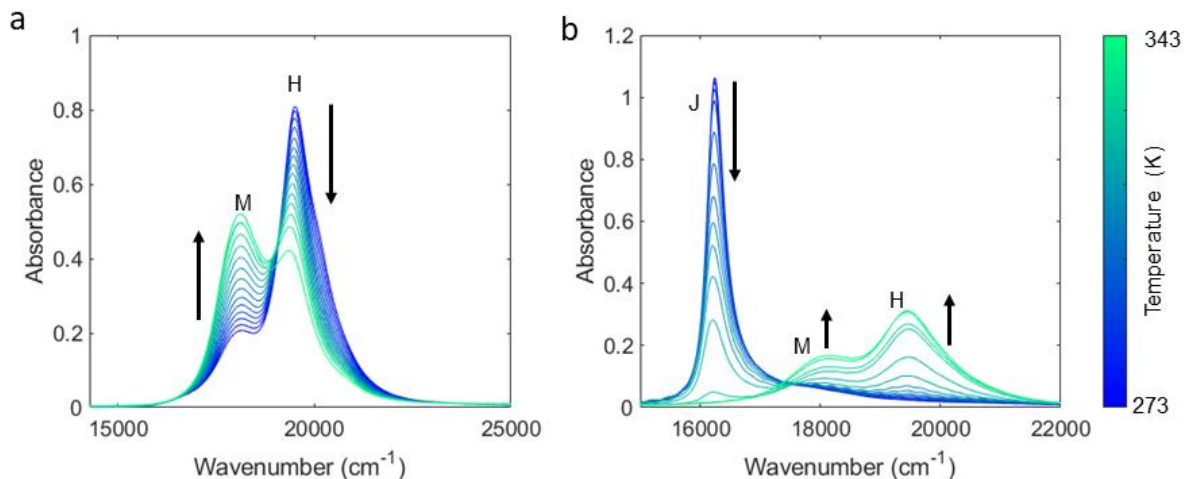 a
1
0.8
0.6
0.4
0.2
0
Absorbance
15000 20000 25000
Wavenumber (cm-1)
M
H
b
1.2
1
0.8
0.6
0.4
0.2
0
Absorbance
16000 18000 20000 22000
Wavenumber (cm-1)
J
M
H
343
273
Temperature (K)